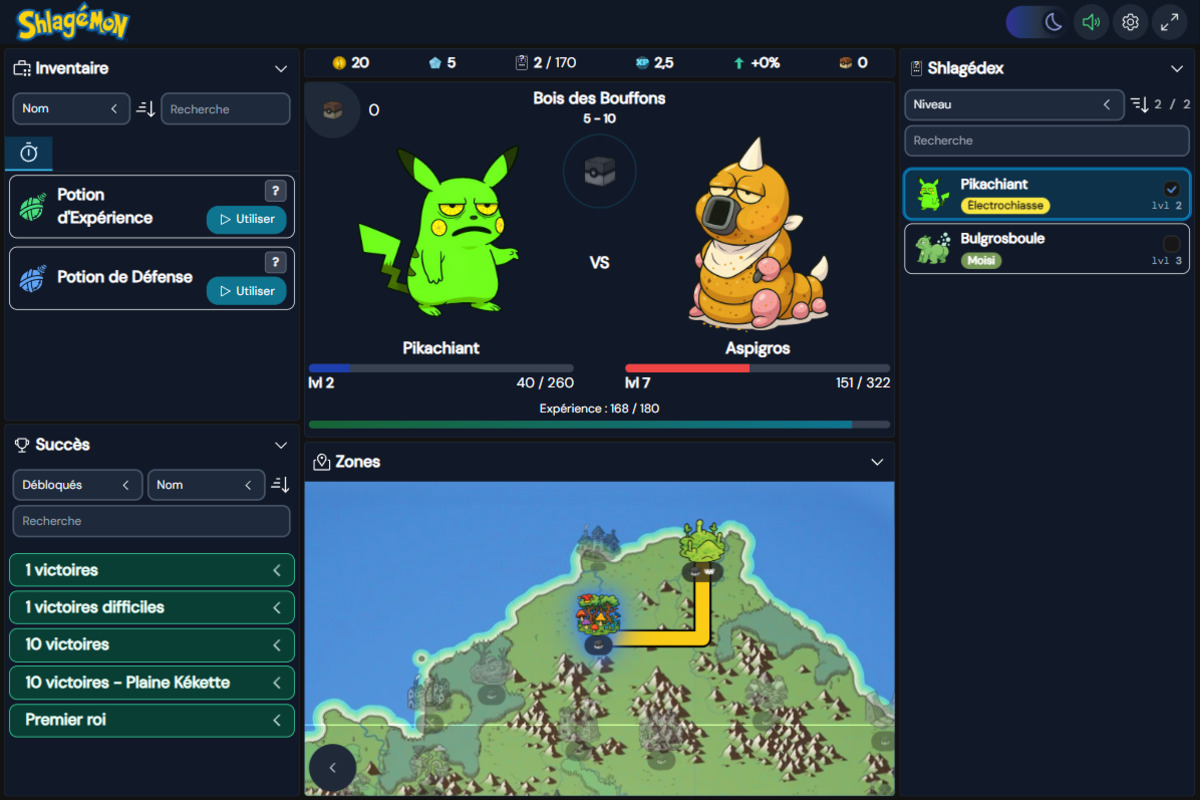 Shlagémon
Inventaire
Nom
Recherche
Potion
d'Expérience
?
Utiliser
Potion de Défense
?
Utiliser
Succès
Débloqués
Nom
Recherche
1 victoires
1 victoires difficiles
10 victoires
10 victoires - Plaine Kékette
Premier roi
20
5
2 / 170
XP 2,5
+0%
0
0
Bois des Bouffons
5 - 10
VS
Pikachiant
lvl 2
40 / 260
Aspigros
lvl 7
151 / 322
Expérience : 168 / 180
Zones
Shlagédex
Niveau
2 / 2
Recherche
Pikachiant
Électrochiasse
lvl 2
Bulgrosboule
Moisi
lvl 3